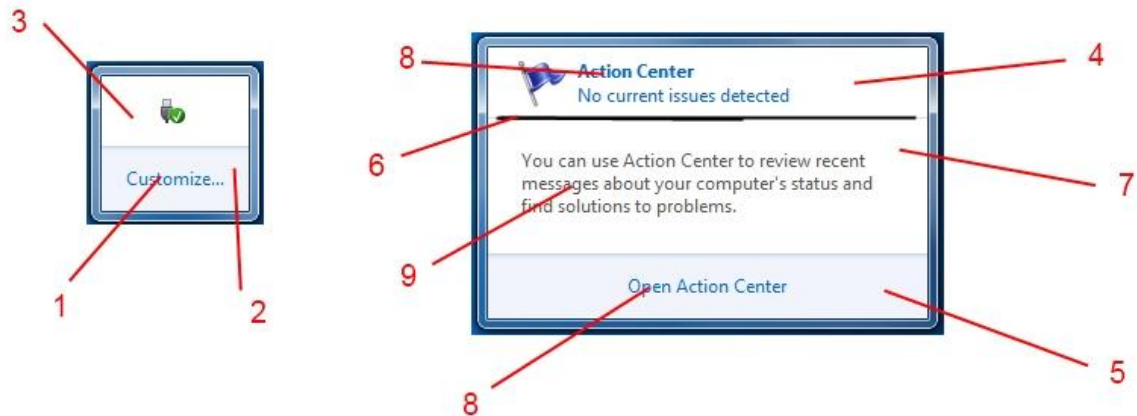 3
8
Action Center
4
No current issues detected
6
You can use Action Center to review recent
messages about your computer's status and
find solutions to problems.
7
Customize...
9
1
2
Open Action Center
5
8